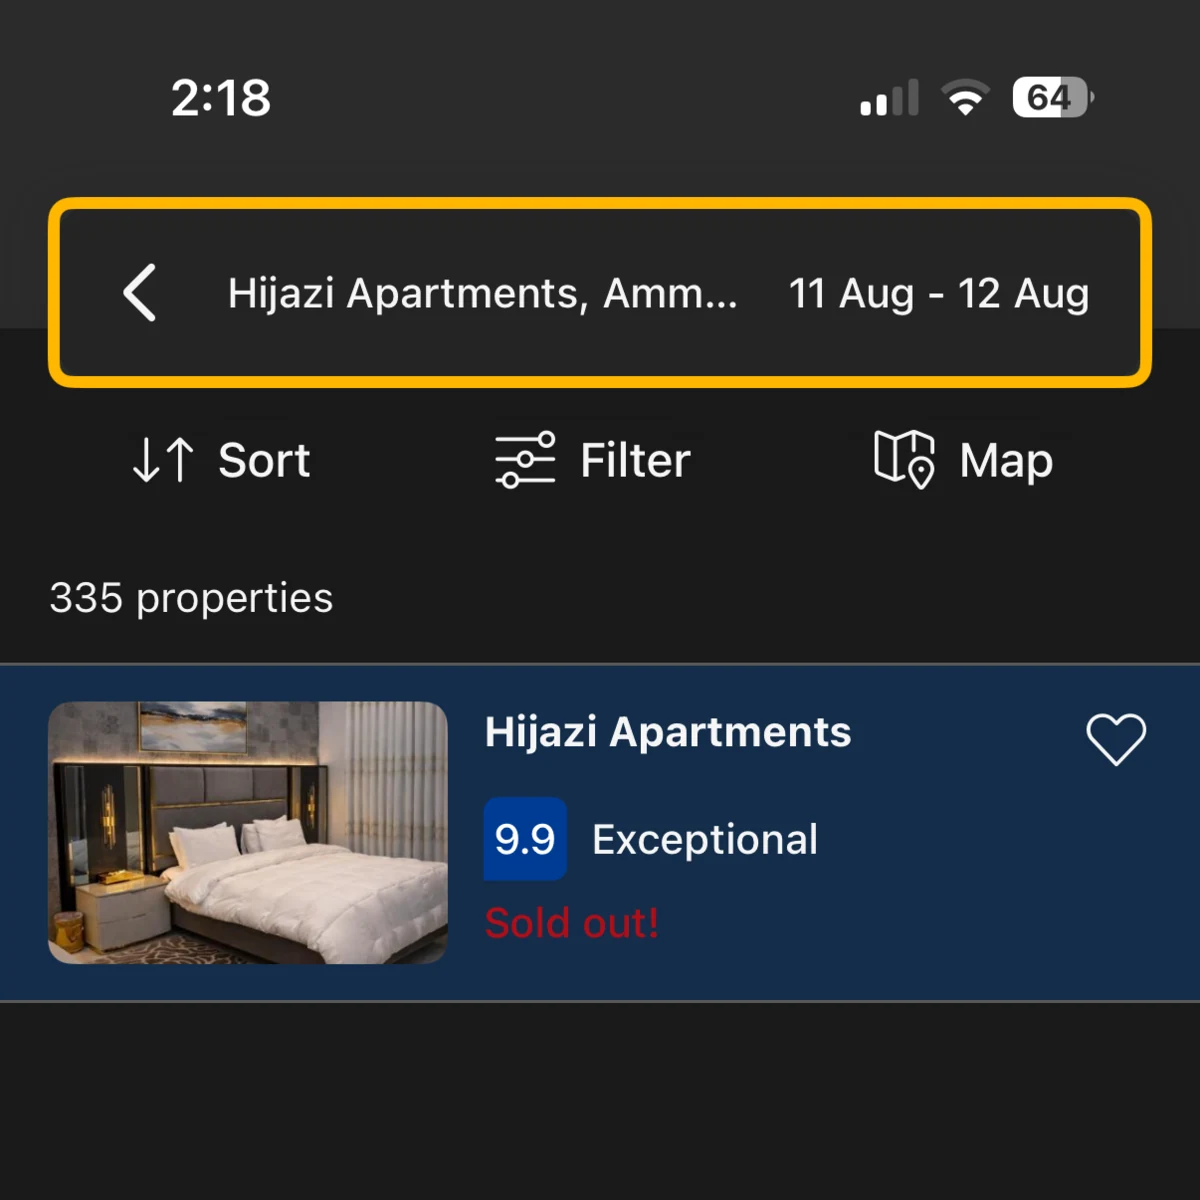 2:18
64
Hijazi Apartments, Amm... 11 Aug - 12 Aug
Sort Filter Map
335 properties
Hijazi Apartments
9.9 Exceptional
Sold out!